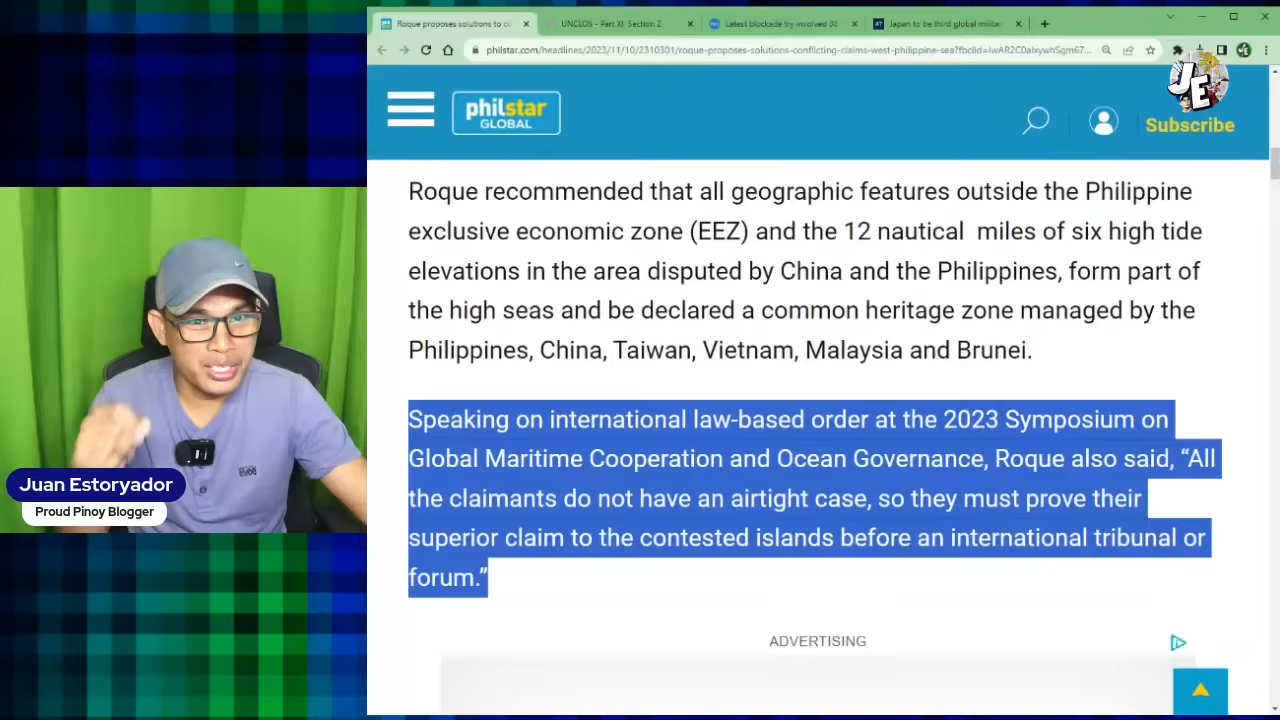 Roque proposes solutions to co
UNCLOS - Part XI: Section 2
Latest blockade try involved 38
Japan to be third global militar
philstar.com/headlines/2023/11/10/2310301/roque-proposes-solutions-conflicting-claims-west-philippine-sea?fbclid=IwAR2C0alxywhSgm67...
JE
philstar
GLOBAL
Subscribe
Roque recommended that all geographic features outside the Philippine
exclusive economic zone (EEZ) and the 12 nautical miles of six high tide
elevations in the area disputed by China and the Philippines, form part of
the high seas and be declared a common heritage zone managed by the
Philippines, China, Taiwan, Vietnam, Malaysia and Brunei.
Speaking on international law-based order at the 2023 Symposium on
Global Maritime Cooperation and Ocean Governance, Roque also said, “All
the claimants do not have an airtight case, so they must prove their
superior claim to the contested islands before an international tribunal or
forum.”
ADVERTISING
Juan Estoryador
Proud Pinoy Blogger